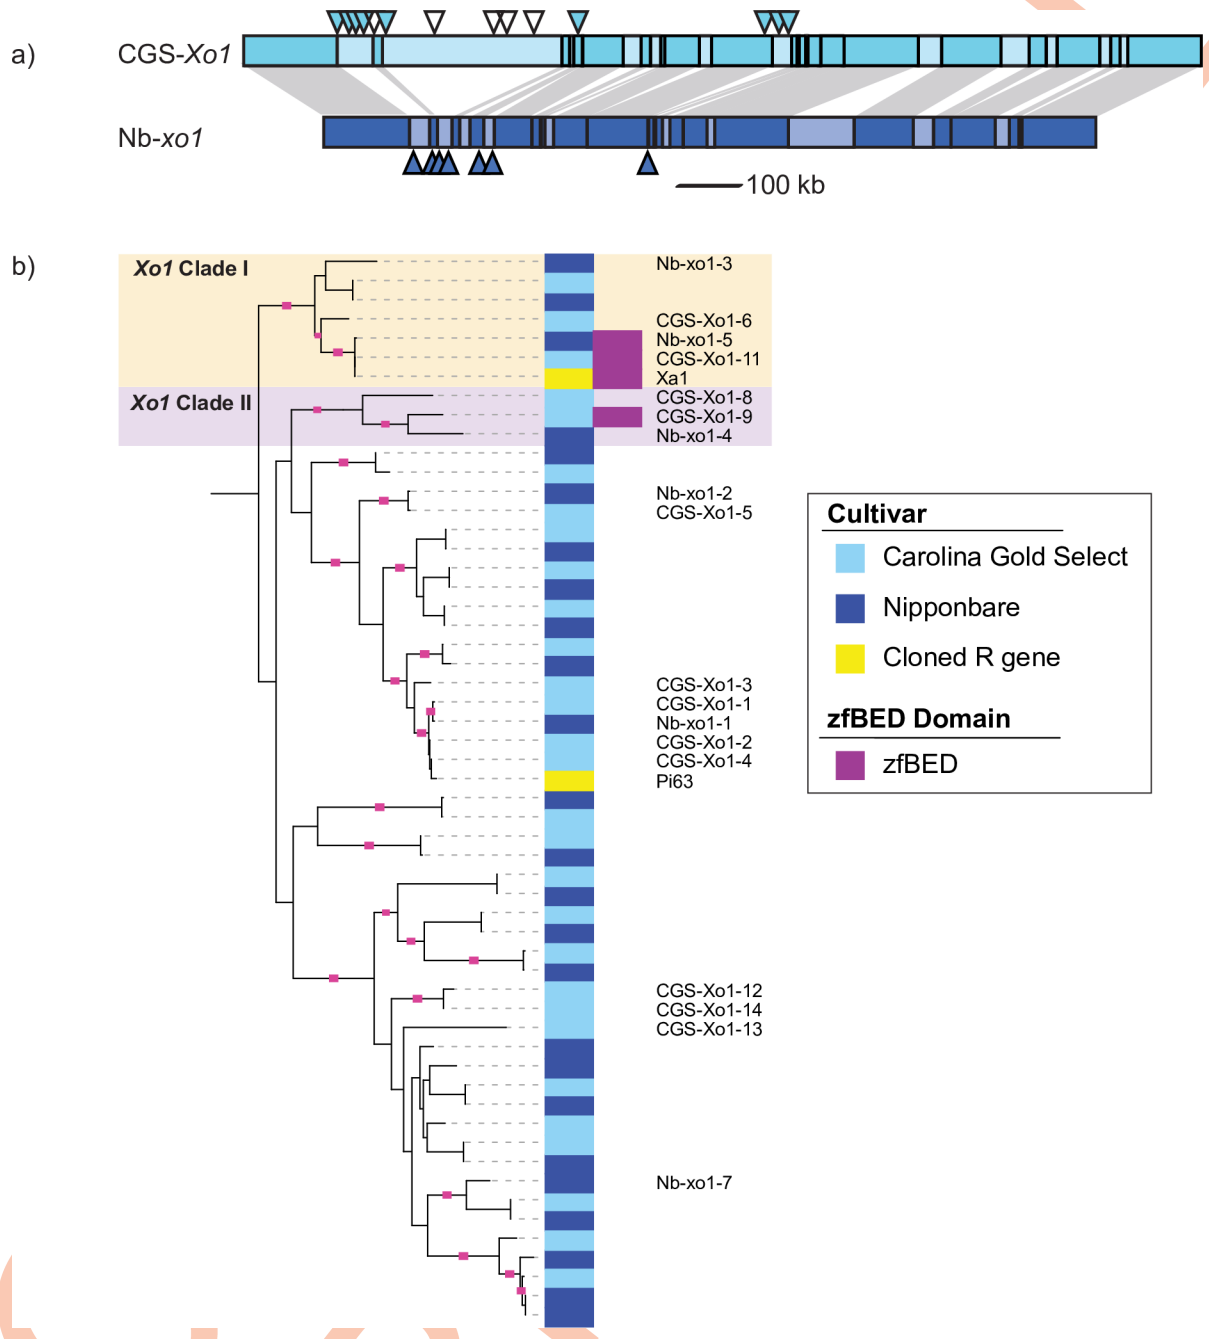 a)
CGS-Xo1
Nb-xo1
100 kb
b)
Xo1 Clade I
Nb-xo1-3
CGS-Xo1-6
Nb-xo1-5
CGS-Xo1-11
Xa1
Xo1 Clade II
CGS-Xo1-8
CGS-Xo1-9
Nb-xo1-4
Nb-xo1-2
CGS-Xo1-5
CGS-Xo1-3
CGS-Xo1-1
Nb-xo1-1
CGS-Xo1-2
CGS-Xo1-4
Pi63
CGS-Xo1-12
CGS-Xo1-14
CGS-Xo1-13
Nb-xo1-7
Cultivar
Carolina Gold Select
Nipponbare
Cloned R gene
zfBED Domain
zfBED